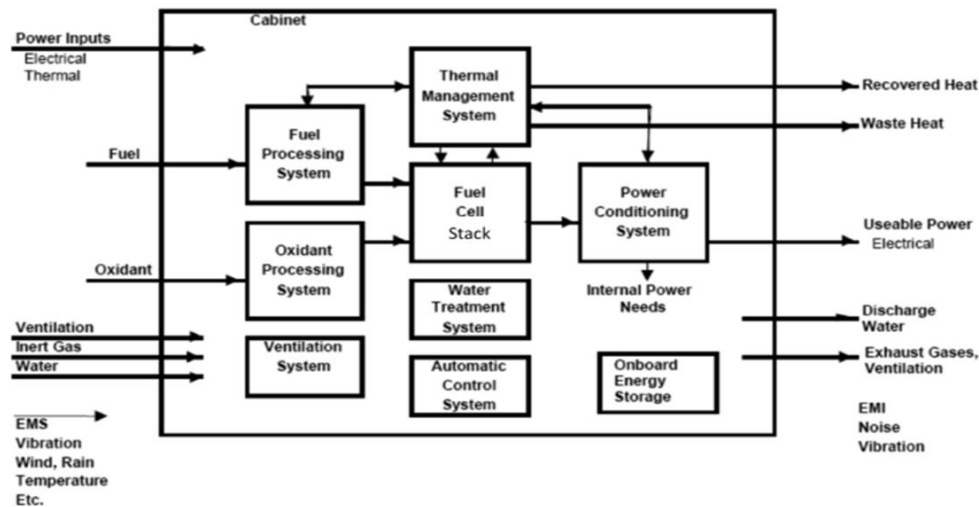 Cabinet
Power Inputs
Electrical
Thermal
Fuel
Oxidant
Ventilation
Inert Gas
Water
EMS
Vibration
Wind, Rain
Temperature
Etc.
Thermal
Management
System
Fuel
Processing
System
Fuel
Cell
Stack
Power
Conditioning
System
Oxidant
Processing
System
Internal Power
Needs
Water
Treatment
System
Ventilation
System
Automatic
Control
System
Onboard
Energy
Storage
Recovered Heat
Waste Heat
Useable Power
Electrical
Discharge
Water
Exhaust Gases,
Ventilation
EMI
Noise
Vibration